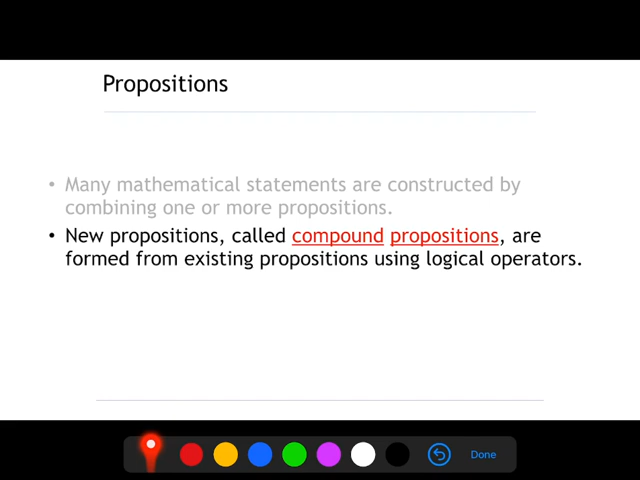 Propositions
• Many mathematical statements are constructed by
combining one or more propositions.
• New propositions, called compound propositions, are
formed from existing propositions using logical operators.
Done